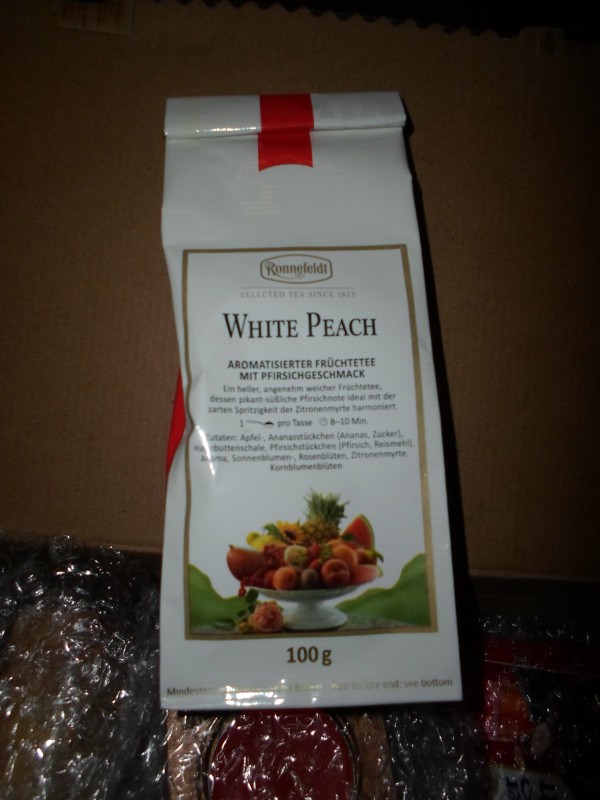 Ronnefeldt
SELECTED TEA SINCE 1823
WHITE PEACH
AROMATISIERTER FRÜCHTETEE
MIT PFIRSICHGESCHMACK
Ein heller, angenehm weicher Früchtetee,
dessen pikant-süßliche Pfirsichnote ideal mit der
zarten Spritzigkeit der Zitronenmyrte harmoniert.
1 pro Tasse 8–10 Min.
Zutaten: Apfel-, Ananasstückchen (Ananas, Zucker),
Hagebuttenschale, Pfirsichstückchen (Pfirsich, Reismehl),
Aroma, Sonnenblumen-, Rosenblüten, Zitronenmyrte,
Kornblumenblüten
100 g
end: see bottom